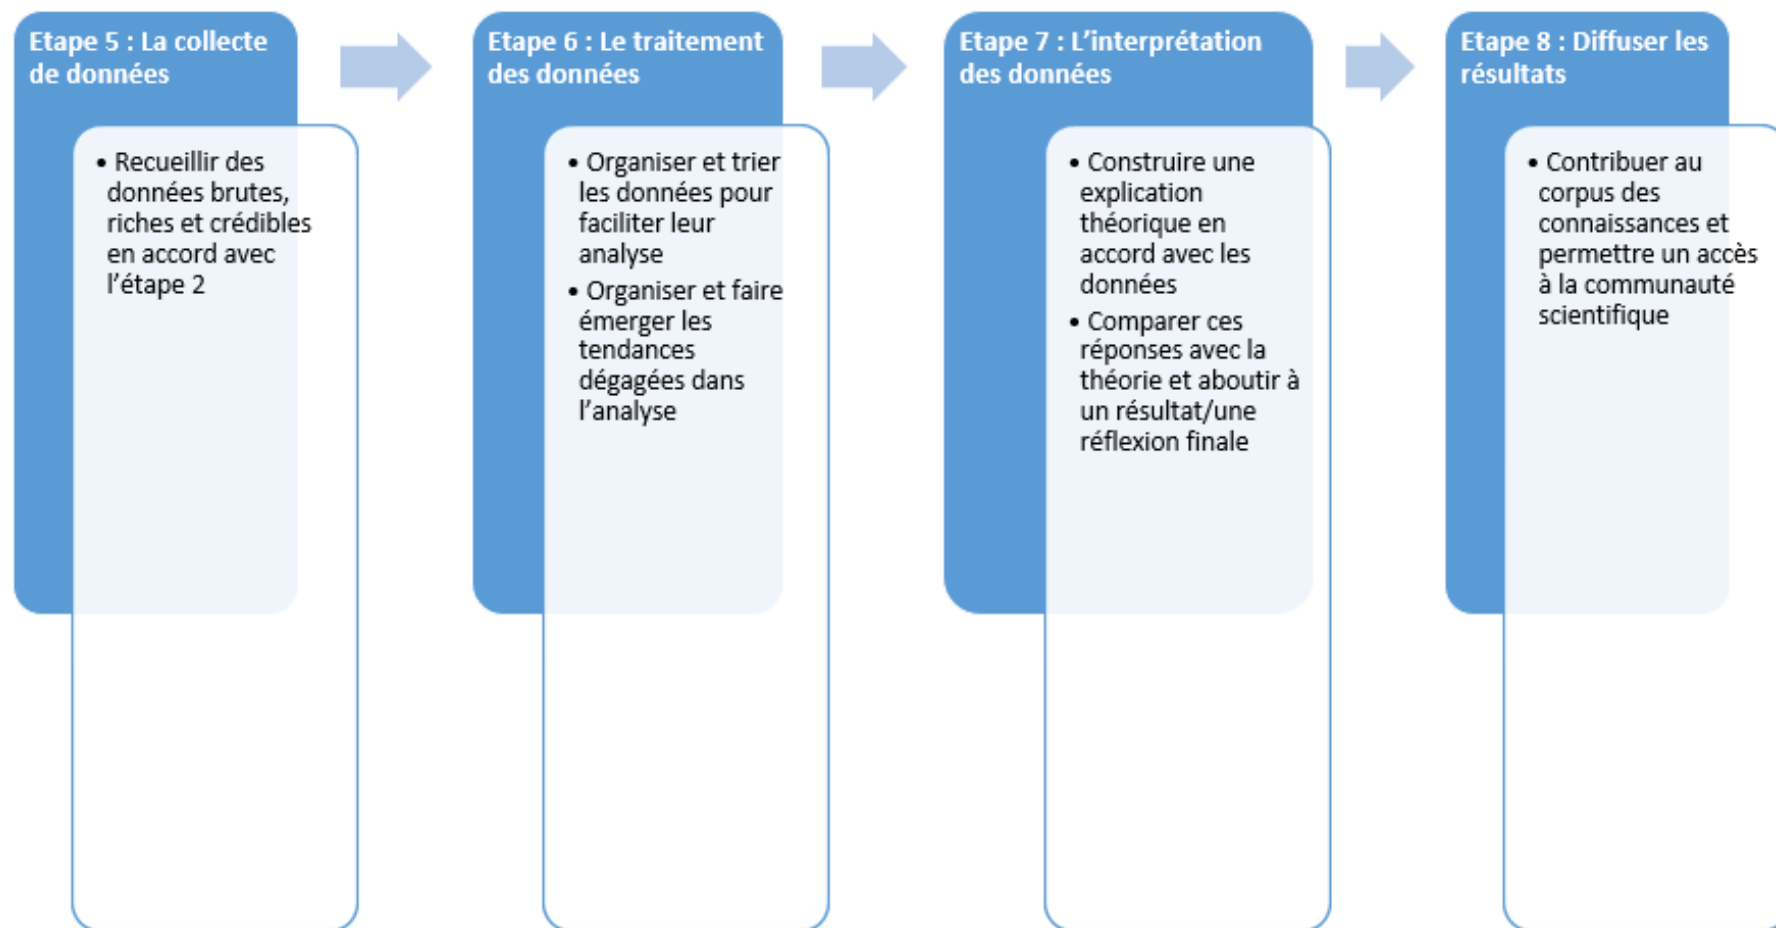 Etape 5 : La collecte
de données
• Recueillir des
données brutes,
riches et crédibles
en accord avec
l’étape 2
Etape 6 : Le traitement
des données
• Organiser et trier
les données pour
faciliter leur
analyse
• Organiser et faire
émerger les
tendances
dégagées dans
l’analyse
Etape 7 : L’interprétation
des données
• Construire une
explication
théorique en
accord avec les
données
• Comparer ces
réponses avec la
théorie et aboutir à
un résultat/une
réflexion finale
Etape 8 : Diffuser les
résultats
• Contribuer au
corpus des
connaissances et
permettre un accès
à la communauté
scientifique